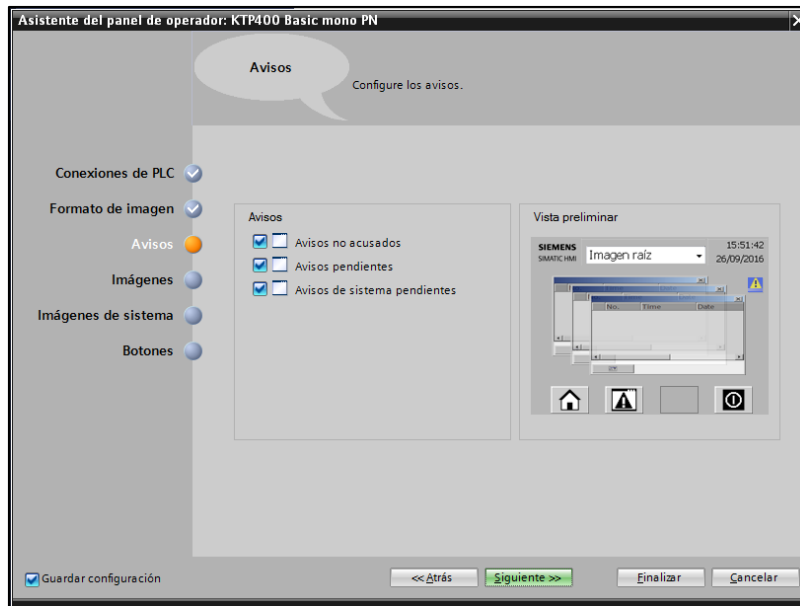 Asistente del panel de operador: KTP400 Basic mono PN
Avisos
Configure los avisos.
Conexiones de PLC
Formato de imagen
Avisos
Imágenes
Imágenes de sistema
Botones
Avisos
Avisos no acusados
Avisos pendientes
Avisos de sistema pendientes
Vista preliminar
SIEMENS
SIMATIC HMI
Imagen raíz
15:51:42
26/09/2016
No. Time Date
Guardar configuración
<< Atrás
Siguiente >>
Finalizar
Cancelar